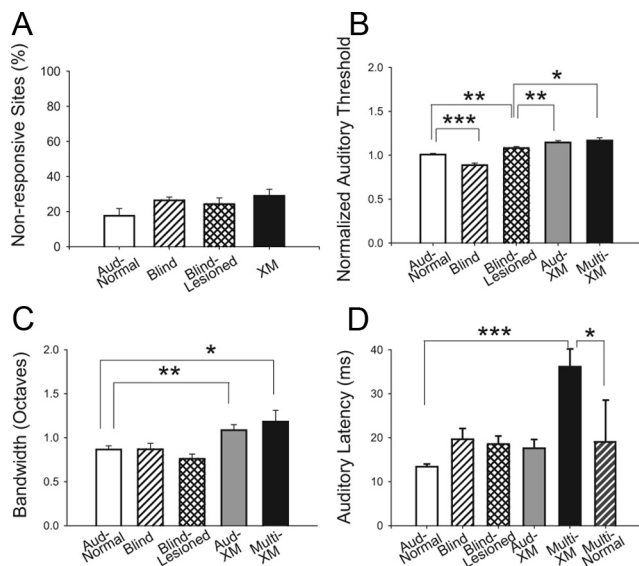 A
Non-responsive Sites (%)
100
80
60
40
20
0
Aud-
Normal
Blind
Blind-
Lesioned
XM
B
Normalized Auditory Threshold
2.0
1.5
1.0
0.5
0.0
**
***
**
*
Aud-
Normal
Blind
Blind-
Lesioned
Aud-
XM
Multi-
XM
C
Bandwidth (Octaves)
2.0
1.5
1.0
0.5
0.0
*
**
Aud-
Normal
Blind
Blind-
Lesioned
Aud-
XM
Multi-
XM
D
Auditory Latency (ms)
40
30
20
10
0
***
*
Aud-
Normal
Blind
Blind-
Lesioned
Aud-
XM
Multi-
XM
Multi-
Normal